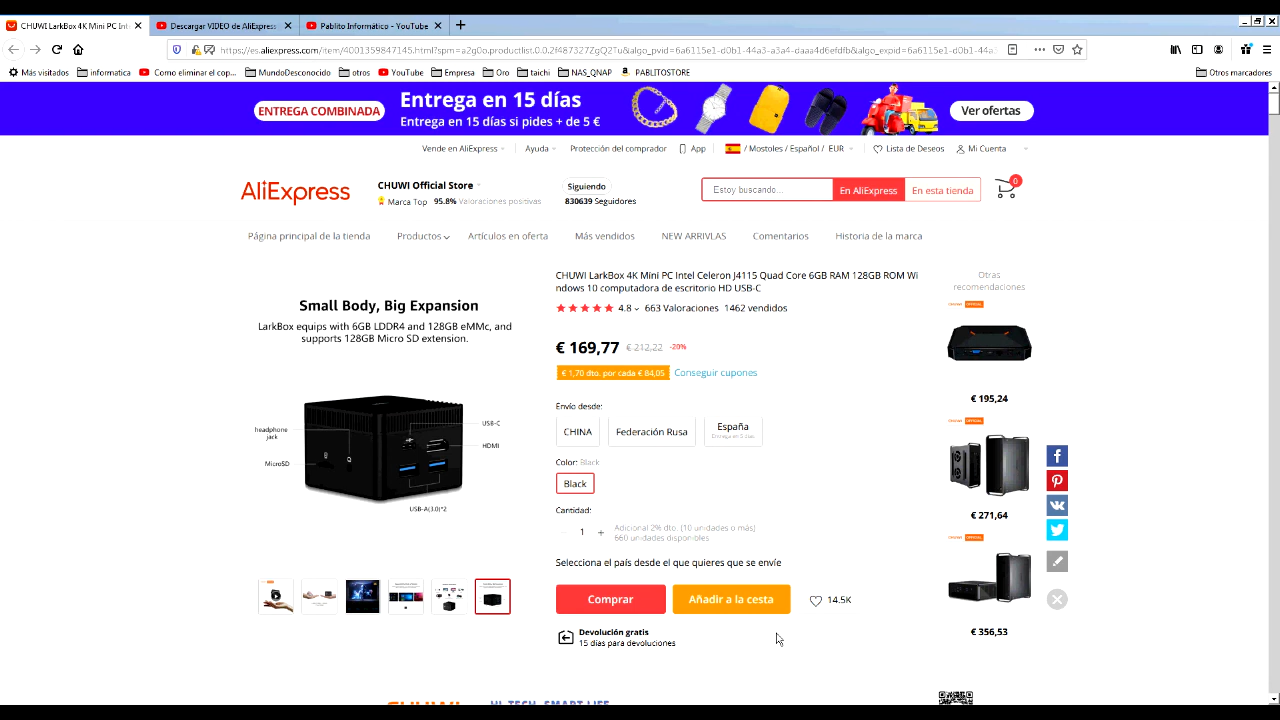 CHUWI LarkBox 4K Mini PC Int
Descargar VIDEO de AliExpress
Pablito Informático - YouTube
https://es.aliexpress.com/item/4001359847145.html?spm=a2g0o.productlist.0.0.2f487327ZgQ2Tu&algo_pvid=6a6115e1-d0b1-44a3-a3a4-daaa4d6efdfb&algo_expid=6a6115e1-d0b1-44a3
Más visitados
informatica
Como eliminar el cop...
MundoDesconocido
otros
YouTube
Empresa
Oro
taichi
NAS_QNAP
PABLITOSTORE
Otros marcadores
ENTREGA COMBINADA
Entrega en 15 días
Entrega en 15 días si pides + de 5 €
Ver ofertas
Vende en AliExpress
Ayuda
Protección del comprador
App
/ Mostoles / Español / EUR
Lista de Deseos
Mi Cuenta
AliExpress
CHUWI Official Store
Marca Top 95.8% Valoraciones positivas
Siguiendo
830639 Seguidores
Estoy buscando...
En AliExpress
En esta tienda
0
Página principal de la tienda
Productos
Artículos en oferta
Más vendidos
NEW ARRIVLAS
Comentarios
Historia de la marca
Small Body, Big Expansion
LarkBox equips with 6GB LDDR4 and 128GB eMMc, and
supports 128GB Micro SD extension.
headphone
jack
MicroSD
USB-C
HDMI
USB-A(3.0)*2
CHUWI LarkBox 4K Mini PC Intel Celeron J4115 Quad Core 6GB RAM 128GB ROM Wi
ndows 10 computadora de escritorio HD USB-C
4.8
663 Valoraciones
1462 vendidos
€ 169,77 € 212,22 -20%
€ 1,70 dto. por cada € 84,05
Conseguir cupones
Envío desde:
CHINA
Federación Rusa
España
Color: Black
Black
Cantidad:
1
Adicional 2% dto. (10 unidades o más)
660 unidades disponibles
Selecciona el país desde el que quieres que se envíe
Comprar
Añadir a la cesta
14.5K
Devolución gratis
15 días para devoluciones
Otras
recomendaciones
€ 195,24
€ 271,64
€ 356,53